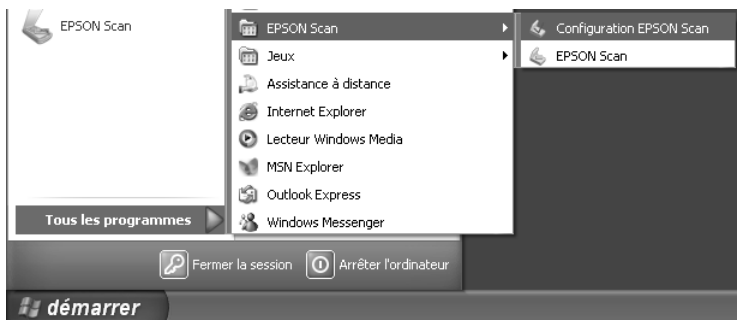 EPSON Scan
EPSON Scan
Configuration EPSON Scan
Jeux
EPSON Scan
Assistance à distance
Internet Explorer
Lecteur Windows Media
MSN Explorer
Outlook Express
Tous les programmes
Windows Messenger
Fermer la session
Arrêter l'ordinateur
démarrer